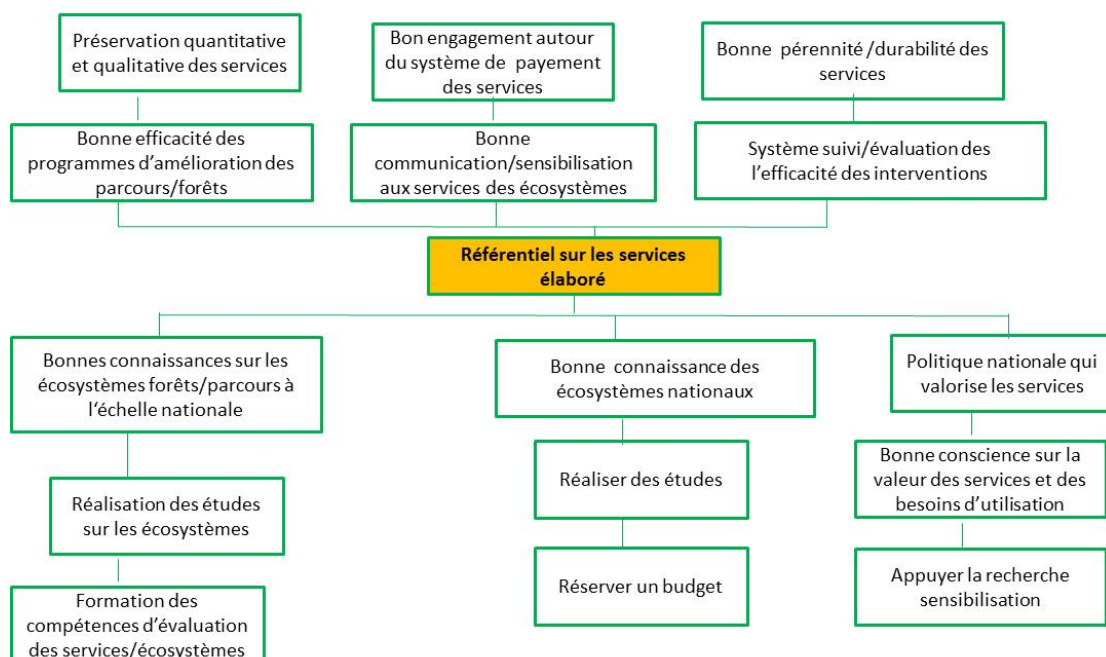 Préservation quantitative
et qualitative des services
Bon engagement autour
du système de payement
des services
Bonne pérennité /durabilité des
services
Bonne efficacité des
programmes d'amélioration des
parcours/forêts
Bonne
communication/sensibilisation
aux services des écosystèmes
Système suivi/évaluation des
l'efficacité des interventions
Référentiel sur les services
élaboré
Bonnes connaissances sur les
écosystèmes forêts/parcours à
l'échelle nationale
Bonne connaissance des
écosystèmes nationaux
Politique nationale qui
valorise les services
Réalisation des études
sur les écosystèmes
Réaliser des études
Bonne conscience sur la
valeur des services et des
besoins d'utilisation
Formation des
compétences d'évaluation
des services/écosystèmes
Réserver un budget
Appuyer la recherche
sensibilisation